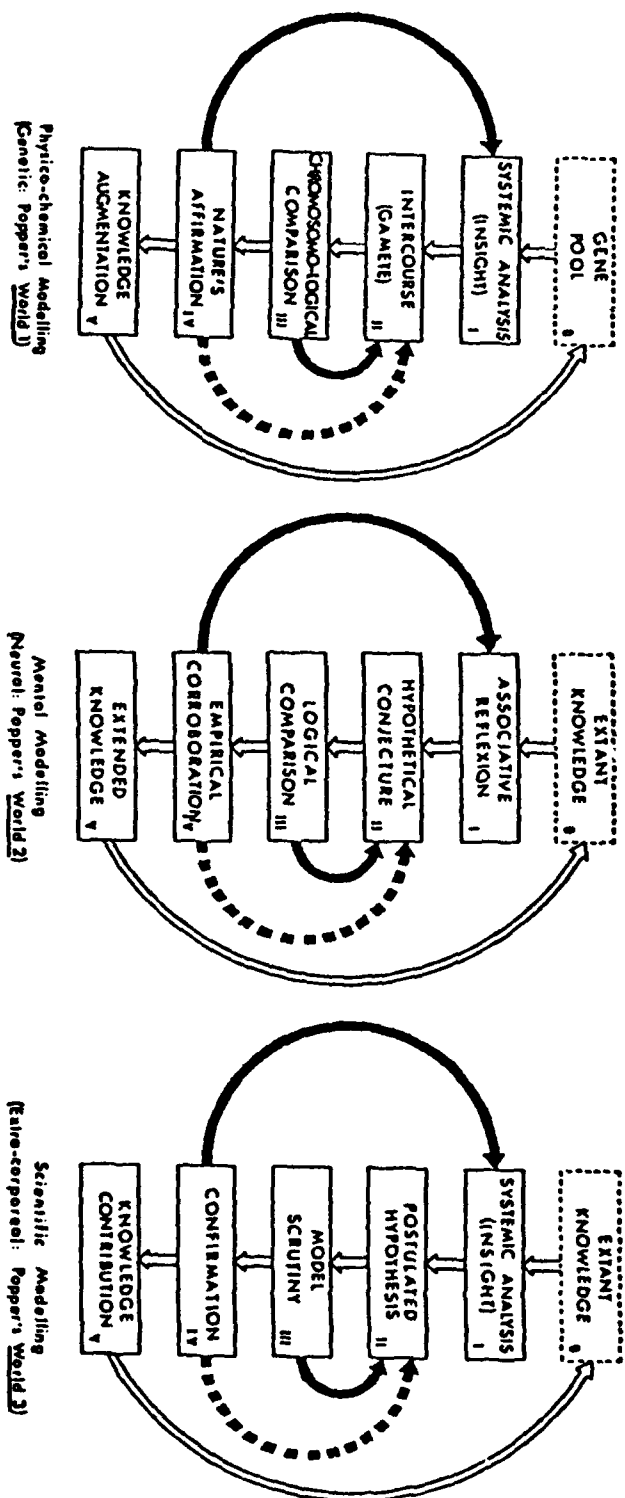 GENE
POOL
0
SYSTEMIC ANALYSIS
(INSIGHT)
I
INTERCOURSE
(GAMETE)
II
CHROMOSOMO-LOGICAL
COMPARISON
III
NATURE'S
AFFIRMATION
IV
KNOWLEDGE
AUGMENTATION
V
Physico-chemical Modelling
(Genetic: Popper's World 1)
EXTANT
KNOWLEDGE
0
ASSOCIATIVE
REFLEXION
I
HYPOTHETICAL
CONJECTURE
II
LOGICAL
COMPARISON
III
EMPIRICAL
CORROBORATION
IV
EXTENDED
KNOWLEDGE
V
Mental Modelling
(Neural: Popper's World 2)
EXTANT
KNOWLEDGE
0
SYSTEMIC ANALYSIS
(INSIGHT)
I
POSTULATED
HYPOTHESIS
II
MODEL
SCRUTINY
III
CONFIRMATION
IV
KNOWLEDGE
CONTRIBUTION
V
Scientific Modelling
(Extra-corporeal: Popper's World 3)